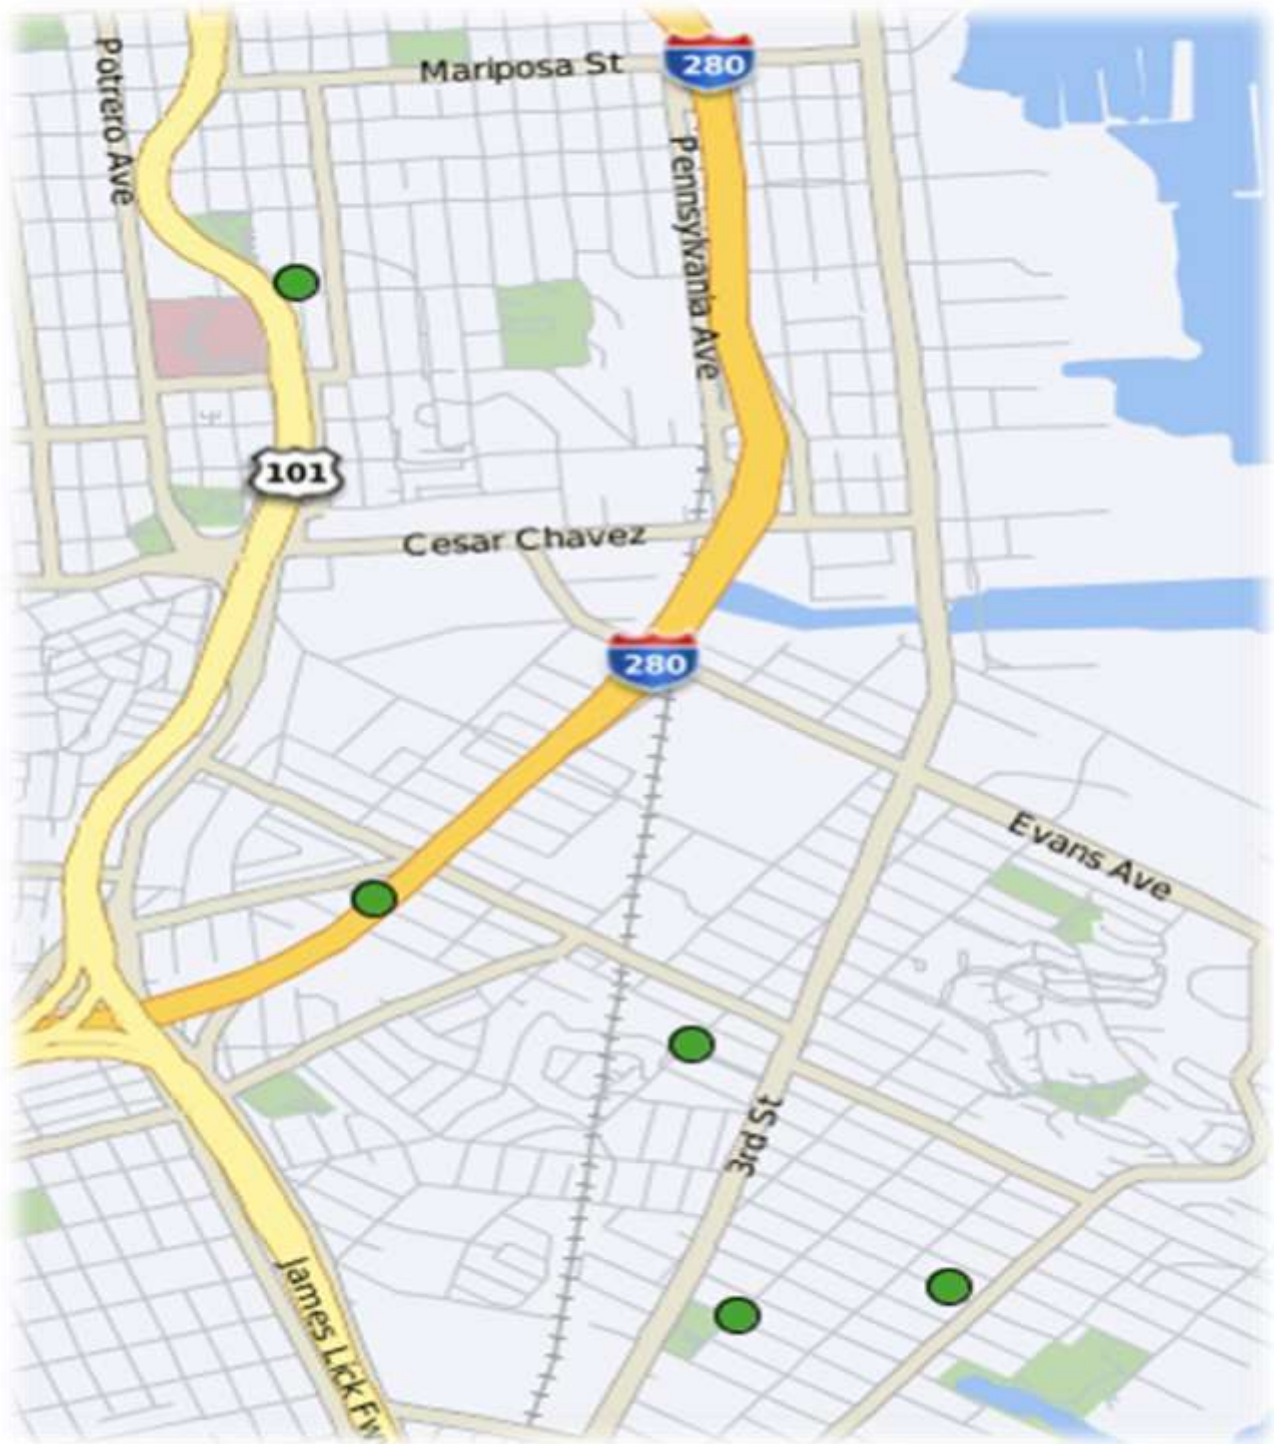 Potrero Ave
Mariposa St
280
Pennsylvania Ave
101
Cesar Chavez
280
Evans Ave
3rd St
James Lick Fw